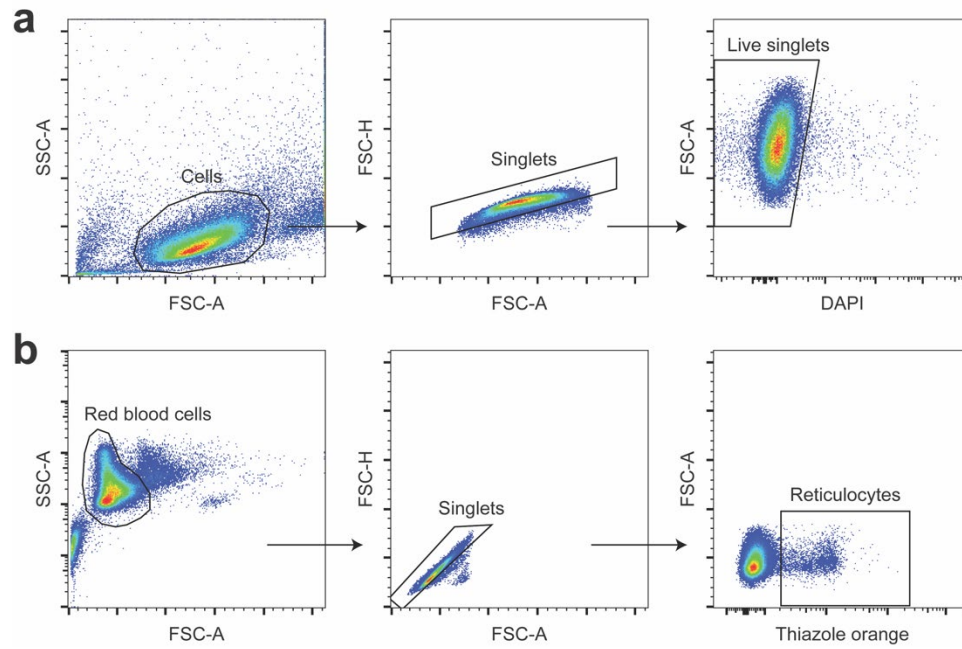 a
SSC-A
Cells
FSC-A
FSC-H
Singlets
FSC-A
FSC-A
Live singlets
DAPI
b
SSC-A
Red blood cells
FSC-A
FSC-H
Singlets
FSC-A
FSC-A
Reticulocytes
Thiazole orange